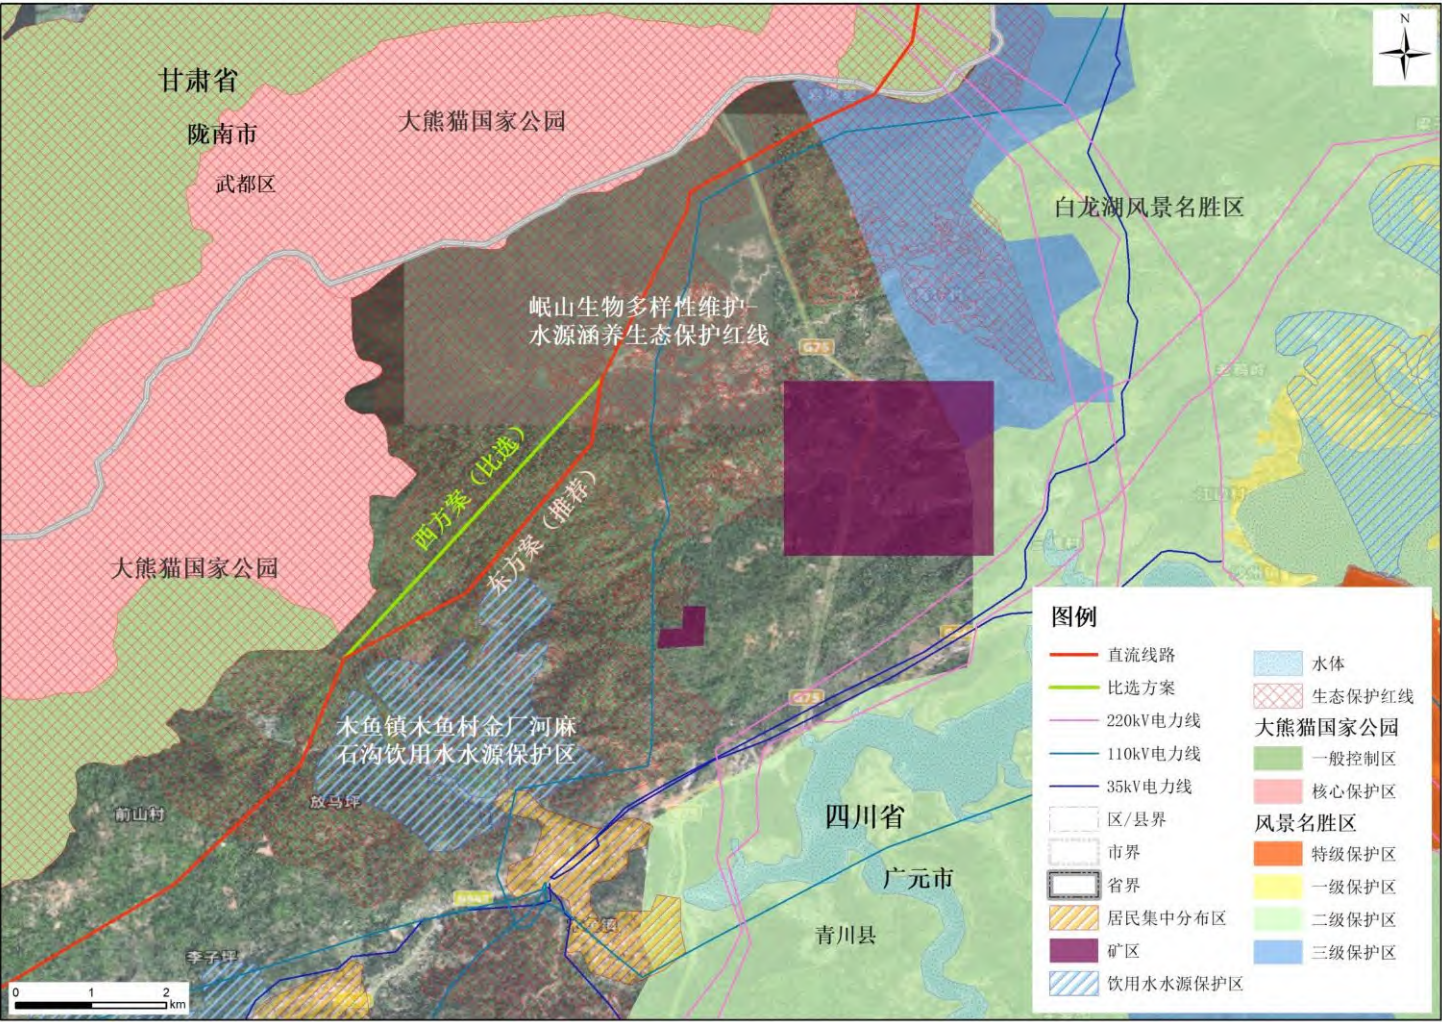 N
甘肃省
陇南市
武都区
大熊猫国家公园
白龙湖风景名胜区
岷山生物多样性维护-
水源涵养生态保护红线
G75
西方案（比选）
东方案（推荐）
大熊猫国家公园
木鱼镇木鱼村金厂河麻
石沟饮用水水源保护区
G75
放马坪
前山村
李子坪
四川省
广元市
青川县
0 1 2
km
图例
直流线路
比选方案
220kV电力线
110kV电力线
35kV电力线
区/县界
市界
省界
居民集中分布区
矿区
饮用水水源保护区
水体
生态保护红线
大熊猫国家公园
一般控制区
核心保护区
风景名胜区
特级保护区
一级保护区
二级保护区
三级保护区